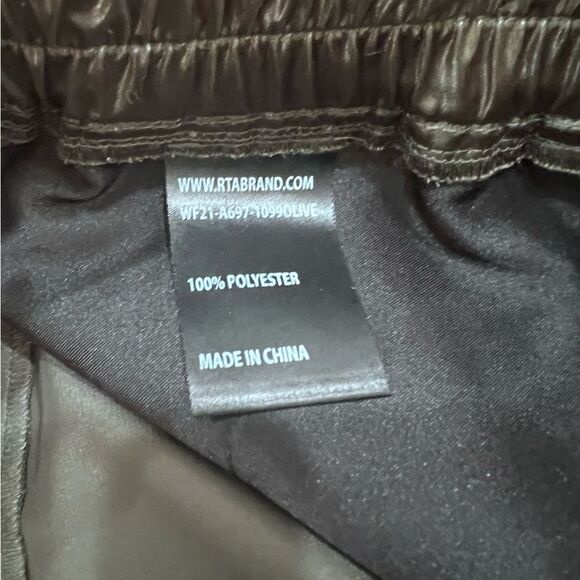 WWW.RTABRAND.COM
WF21-A697-1099OLIVE
100% POLYESTER
MADE IN CHINA